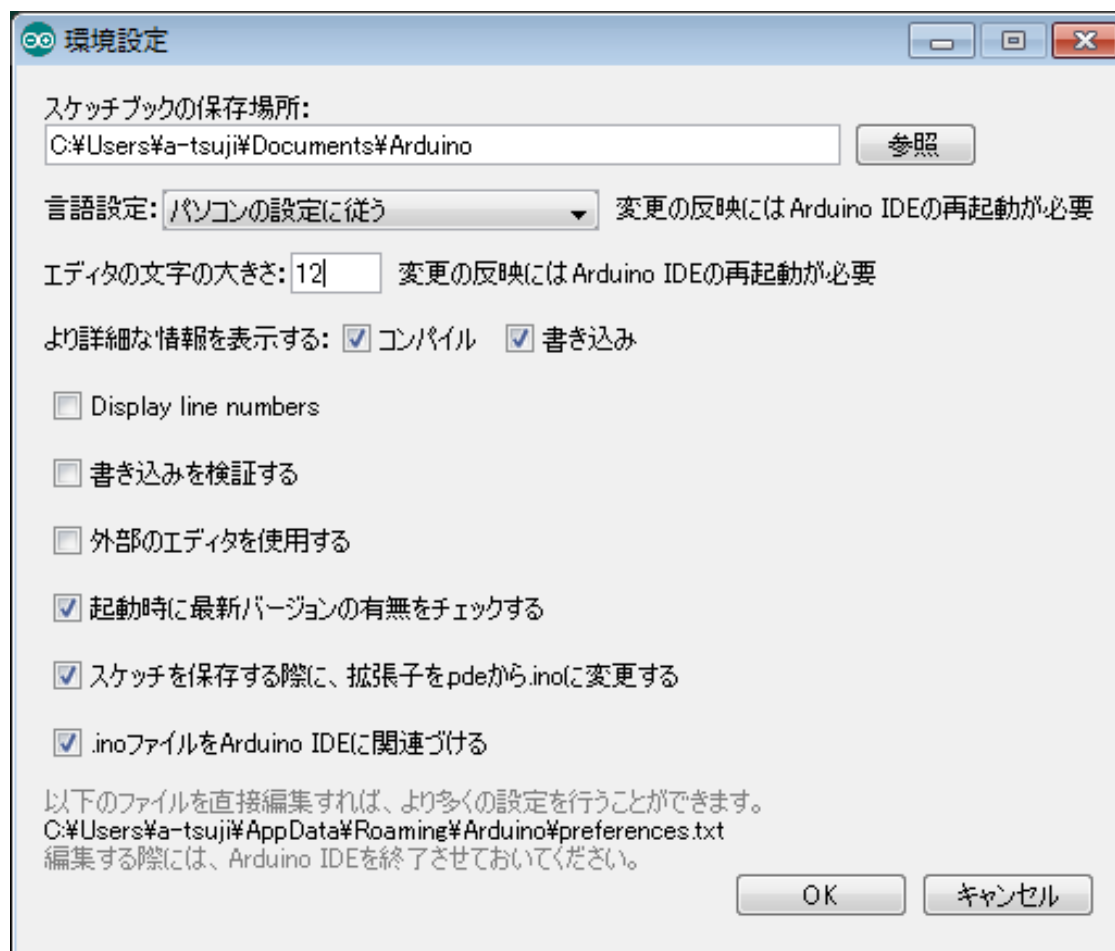 環境設定
スケッチブックの保存場所:
C:¥Users¥a-tsuji¥Documents¥Arduino 参照
言語設定: パソコンの設定に従う 変更の反映にはArduino IDEの再起動が必要
エディタの文字の大きさ: 12 変更の反映にはArduino IDEの再起動が必要
より詳細な情報を表示する: コンパイル 書き込み
Display line numbers
書き込みを検証する
外部のエディタを使用する
起動時に最新バージョンの有無をチェックする
スケッチを保存する際に、拡張子をpdeから.inoに変更する
.inoファイルをArduino IDEに関連づける
以下のファイルを直接編集すれば、より多くの設定を行うことができます。
C:¥Users¥a-tsuji¥AppData¥Roaming¥Arduino¥preferences.txt
編集する際には、Arduino IDEを終了させておいてください。
OK キャンセル